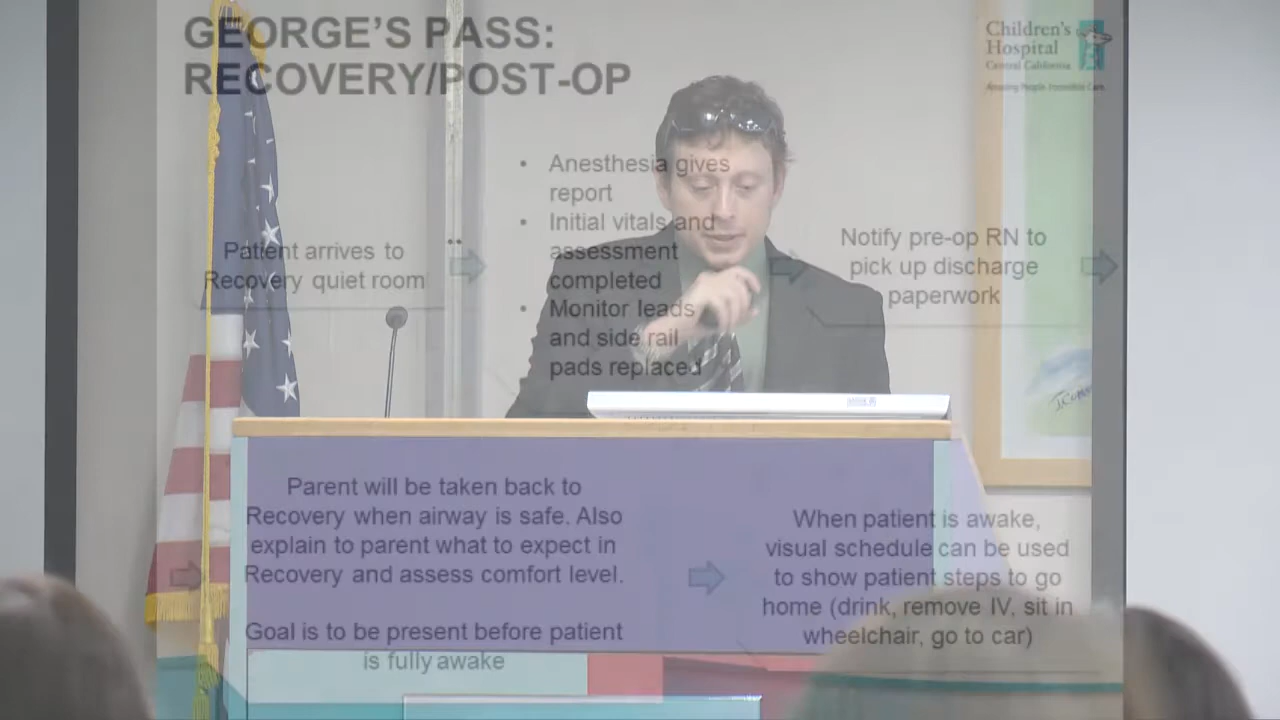 GEORGE'S PASS:
RECOVERY/POST-OP
Children's
Hospital
Central California
Amazing People. Incredible Care.
Patient arrives to
Recovery quiet room
• Anesthesia gives
report
• Initial vitals and
assessment
completed
• Monitor leads
and side rail
pads replaced
Notify pre-op RN to
pick up discharge
paperwork
Parent will be taken back to
Recovery when airway is safe. Also
explain to parent what to expect in
Recovery and assess comfort level.
Goal is to be present before patient
is fully awake
When patient is awake,
visual schedule can be used
to show patient steps to go
home (drink, remove IV, sit in
wheelchair, go to car)